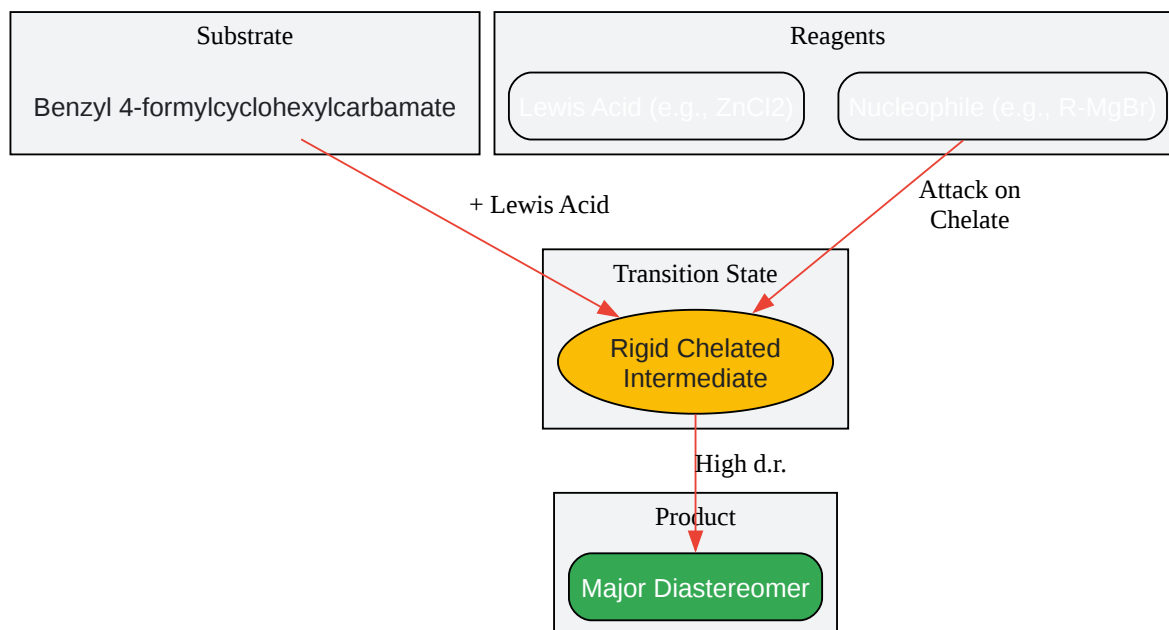 Substrate
Benzyl 4-formylcyclohexylcarbamate
Reagents
Lewis Acid (e.g., ZnCl2)
Nucleophile (e.g., R-MgBr)
+ Lewis Acid
Attack on
Chelate
Transition State
Rigid Chelated
Intermediate
High d.r.
Product
Major Diastereomer